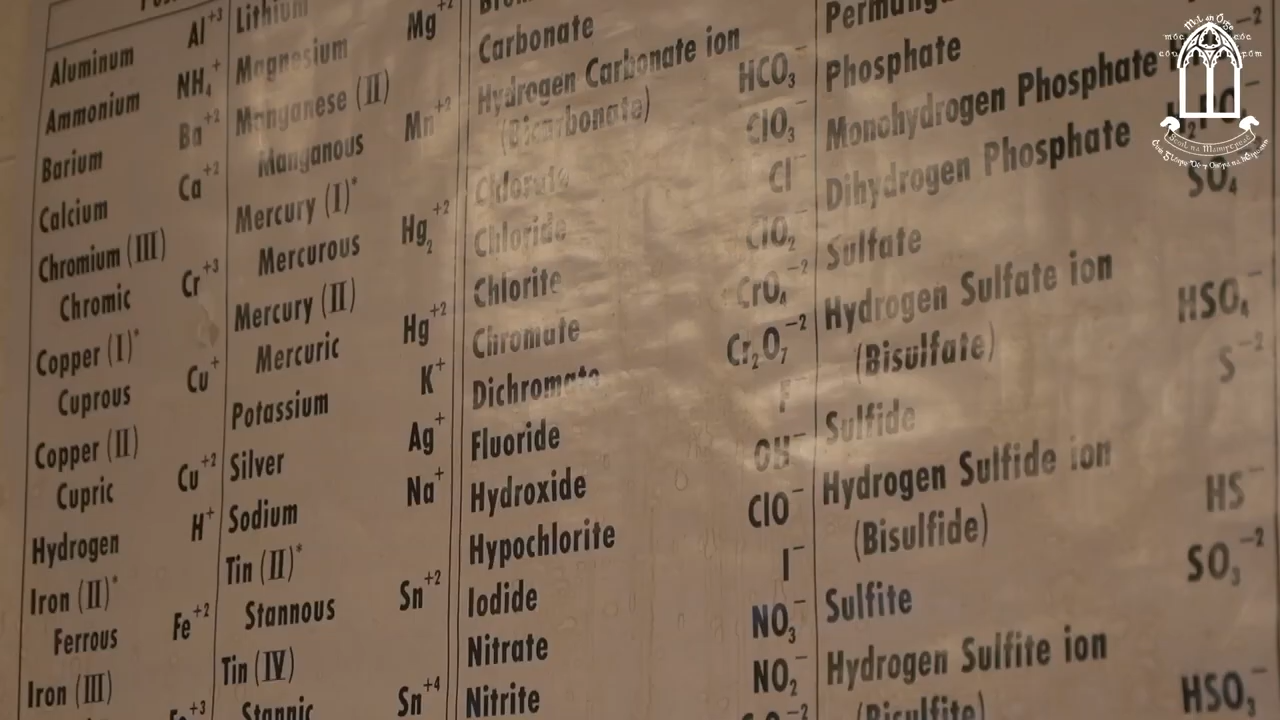 Aluminum Al+3
Ammonium NH4+
Barium Ba+2
Calcium Ca+2
Chromium (III)
Chromic Cr+3
Copper (I)*
Cuprous Cu+
Copper (II)
Cupric Cu+2
Hydrogen H+
Iron (II)*
Ferrous Fe+2
Iron (III)
Lithium
Magnesium Mg+2
Manganese (II)
Manganous Mn+2
Mercury (I)*
Mercurous Hg2+2
Mercury (II)
Mercuric Hg+2
Potassium K+
Silver Ag+
Sodium Na+
Tin (II)*
Stannous Sn+2
Tin (IV)
Stannic Sn+4
Carbonate
Hydrogen Carbonate ion
(Bicarbonate) HCO3−
Chlorate ClO3−
Chloride Cl−
Chlorite ClO2−
Chromate CrO4−2
Dichromate Cr2O7−2
Fluoride F−
Hydroxide OH−
Hypochlorite ClO−
Iodide I−
Nitrate NO3−
Nitrite NO2−
Phosphate
Monohydrogen Phosphate
Dihydrogen Phosphate
Sulfate SO4
Hydrogen Sulfate ion
(Bisulfate) HSO4−
Sulfide S−2
Hydrogen Sulfide ion
(Bisulfide) HS−
Sulfite SO3−2
Hydrogen Sulfite ion
(Bisulfite) HSO3−